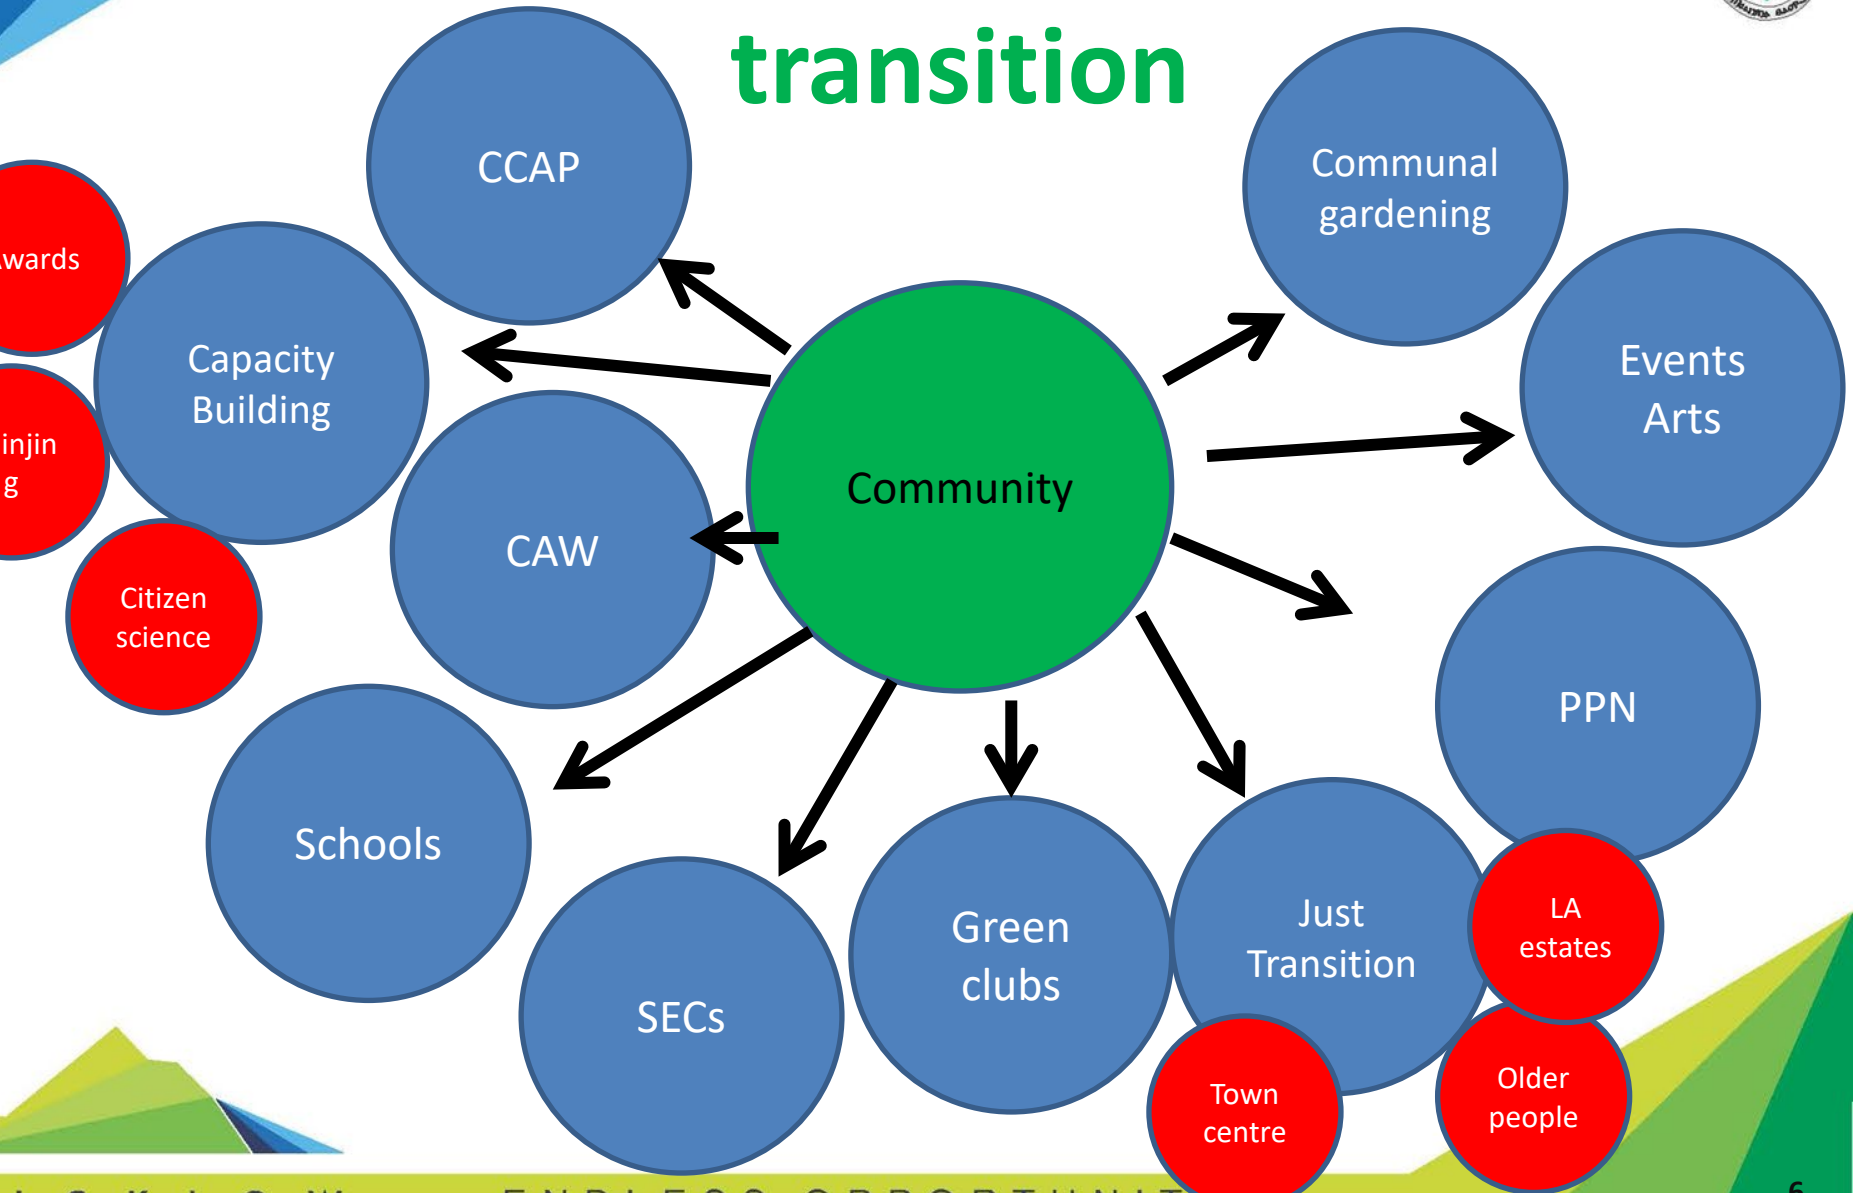 transition
CCAP
Communal
gardening
wards
Capacity
Building
Events
Arts
injin
g
Community
CAW
Citizen
science
PPN
Schools
SECs
Green
clubs
Just
Transition
LA
estates
Town
centre
Older
people
6